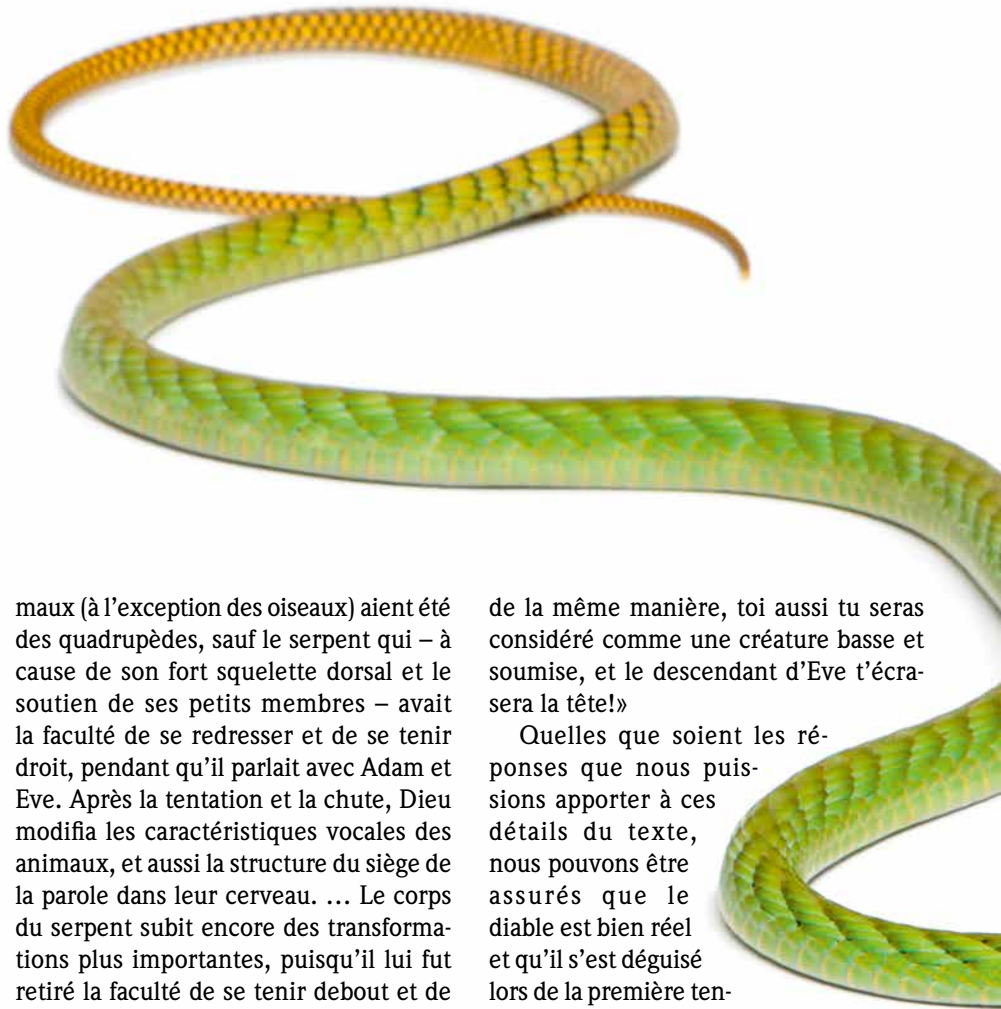 maux (à l'exception des oiseaux) aient été
des quadrupèdes, sauf le serpent qui – à
cause de son fort squelette dorsal et le
soutien de ses petits membres – avait
la faculté de se redresser et de se tenir
droit, pendant qu'il parlait avec Adam et
Eve. Après la tentation et la chute, Dieu
modifia les caractéristiques vocales des
animaux, et aussi la structure du siège de
la parole dans leur cerveau. … Le corps
du serpent subit encore des transforma-
tions plus importantes, puisqu'il lui fut
retiré la faculté de se tenir debout et de
de la même manière, toi aussi tu seras
considéré comme une créature basse et
soumise, et le descendant d'Eve t'écra-
sera la tête!»
Quelles que soient les ré-
ponses que nous puis-
sions apporter à ces
détails du texte,
nous pouvons être
assurés que le
diable est bien réel
et qu'il s'est déguisé
lors de la première ten-